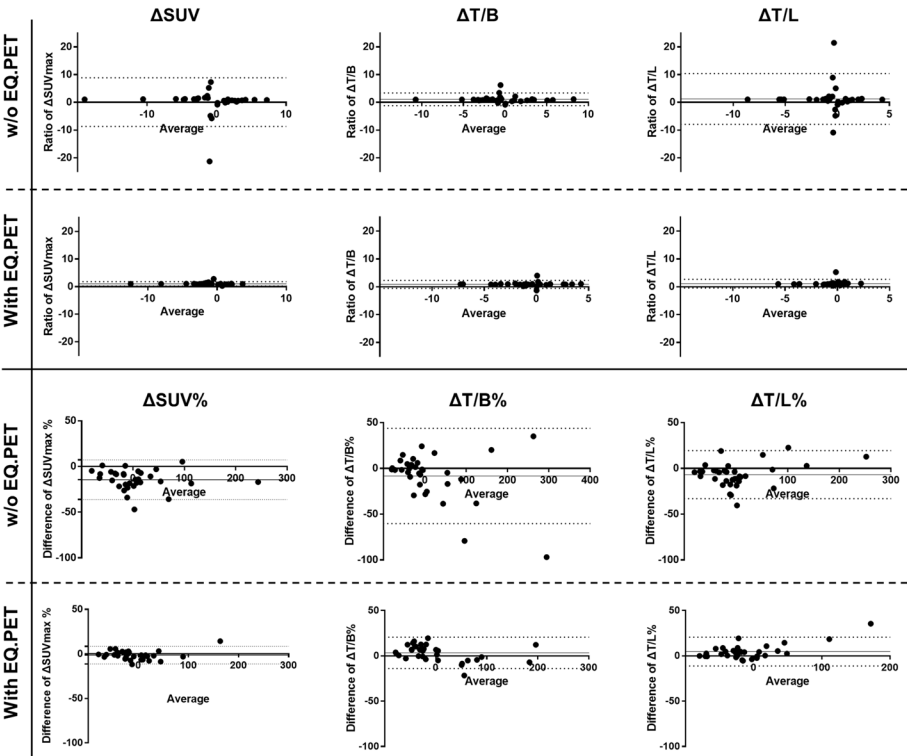 ΔSUV ΔT/B ΔT/L
w/o EQ.PET
Ratio of ΔSUVmax
20
10
0
-10
-20
-10 0 10
Average
Ratio of ΔT/B
20
10
0
-10
-20
-10 -5 0 5 10
Average
Ratio of ΔT/L
20
10
0
-10
-20
-10 -5 0 5
Average
With EQ.PET
Ratio of ΔSUVmax
20
10
0
-10
-20
-10 0 10
Average
Ratio of ΔT/B
20
10
0
-10
-20
-10 -5 0 5
Average
Ratio of ΔT/L
20
10
0
-10
-20
-10 -5 0 5
Average
ΔSUV% ΔT/B% ΔT/L%
w/o EQ.PET
Difference of ΔSUVmax %
50
0
-50
-100
0 100 200 300
Average
Difference of ΔT/B%
50
0
-50
-100
0 100 200 300 400
Average
Difference of ΔT/L%
50
0
-50
-100
0 100 200 300
Average
With EQ.PET
Difference of ΔSUVmax %
50
0
-50
-100
0 100 200 300
Average
Difference of ΔT/B%
50
0
-50
-100
0 100 200 300
Average
Difference of ΔT/L%
50
0
-50
-100
0 100 200
Average